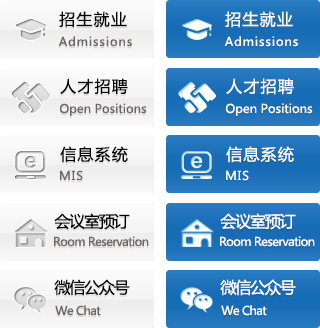 招生就业 招生就业
Admissions Admissions
人才招聘 人才招聘
Open Positions Open Positions
信息系统 信息系统
MIS MIS
会议室预订 会议室预订
Room Reservation Room Reservation
微信公众号 微信公众号
We Chat We Chat